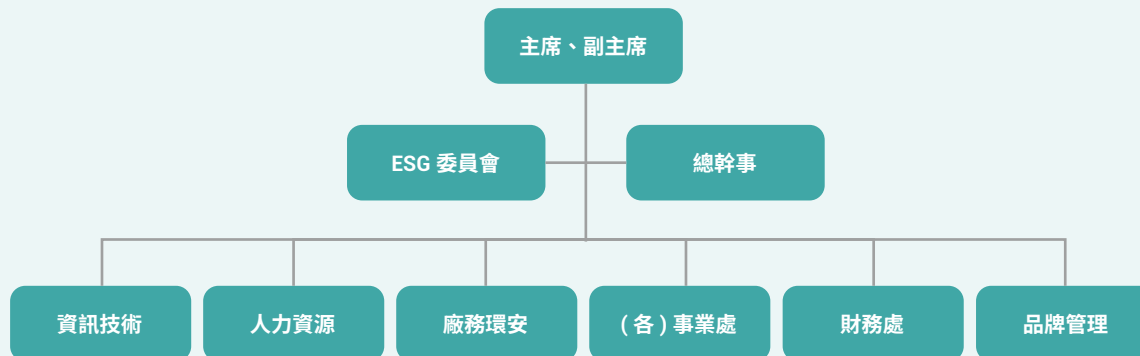 主席、副主席
ESG 委員會
總幹事
資訊技術
人力資源
廠務環安
( 各 ) 事業處
財務處
品牌管理